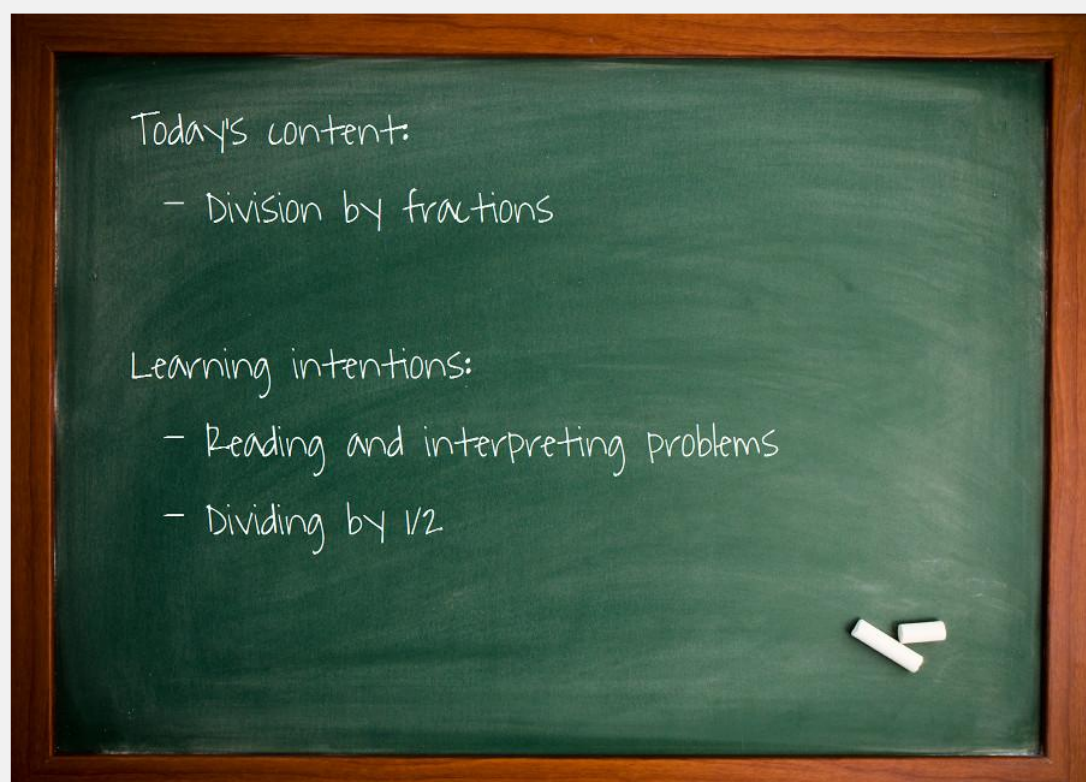 Today's content:
- Division by fractions
Learning intentions:
- Reading and interpreting problems
- Dividing by 1/2